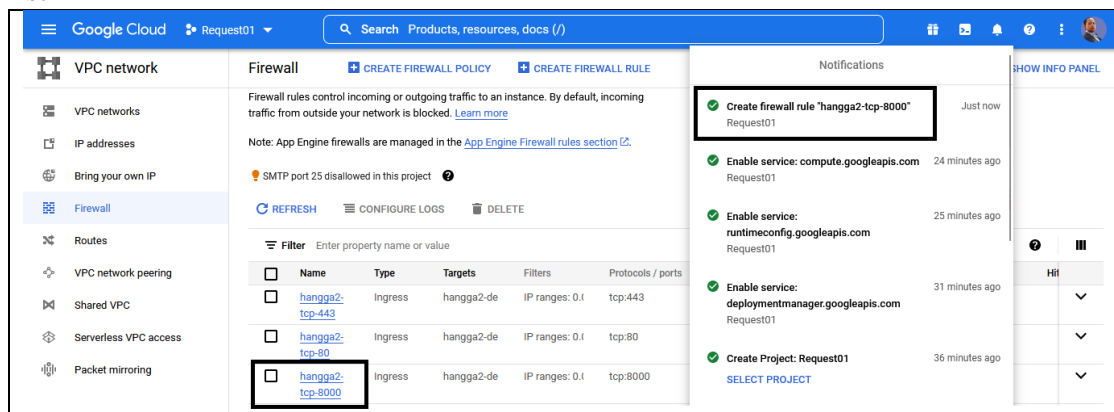 Google Cloud
Request01
Search Products, resources, docs (/)
VPC network
VPC networks
IP addresses
Bring your own IP
Firewall
Routes
VPC network peering
Shared VPC
Serverless VPC access
Packet mirroring
Firewall
CREATE FIREWALL POLICY
CREATE FIREWALL RULE
SHOW INFO PANEL
Firewall rules control incoming or outgoing traffic to an instance. By default, incoming
traffic from outside your network is blocked. Learn more
Note: App Engine firewalls are managed in the App Engine Firewall rules section.
SMTP port 25 disallowed in this project
REFRESH
CONFIGURE LOGS
DELETE
Filter Enter property name or value
Name Type Targets Filters Protocols / ports Hit
hangga2-
tcp-443
Ingress hangga2-de IP ranges: 0.( tcp:443
hangga2-
tcp-80
Ingress hangga2-de IP ranges: 0.( tcp:80
hangga2-
tcp-8000
Ingress hangga2-de IP ranges: 0.( tcp:8000
Notifications
Create firewall rule "hangga2-tcp-8000" Just now
Request01
Enable service: compute.googleapis.com 24 minutes ago
Request01
Enable service: 25 minutes ago
runtimeconfig.googleapis.com
Request01
Enable service: 31 minutes ago
deploymentmanager.googleapis.com
Request01
Create Project: Request01 36 minutes ago
SELECT PROJECT